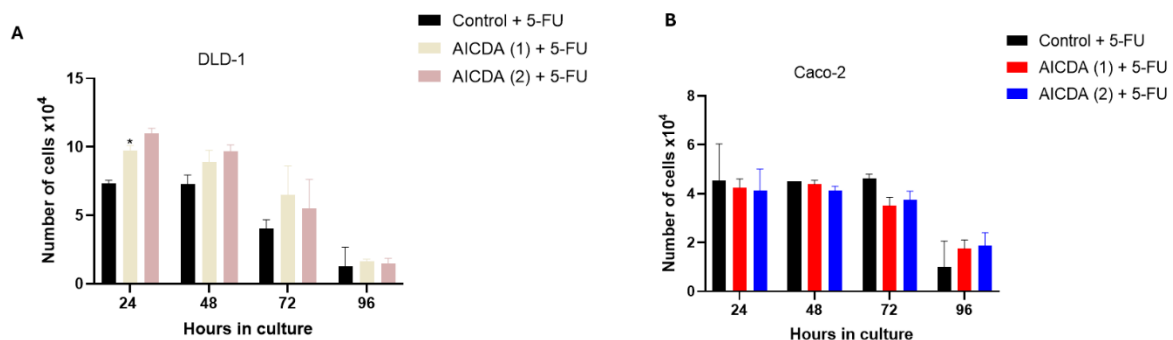 A
DLD-1
Control + 5-FU
AICDA (1) + 5-FU
AICDA (2) + 5-FU
Number of cells x10⁴
15
10
5
0
*
24 48 72 96
Hours in culture
B
Caco-2
Control + 5-FU
AICDA (1) + 5-FU
AICDA (2) + 5-FU
Number of cells x10⁴
8
6
4
2
0
24 48 72 96
Hours in culture